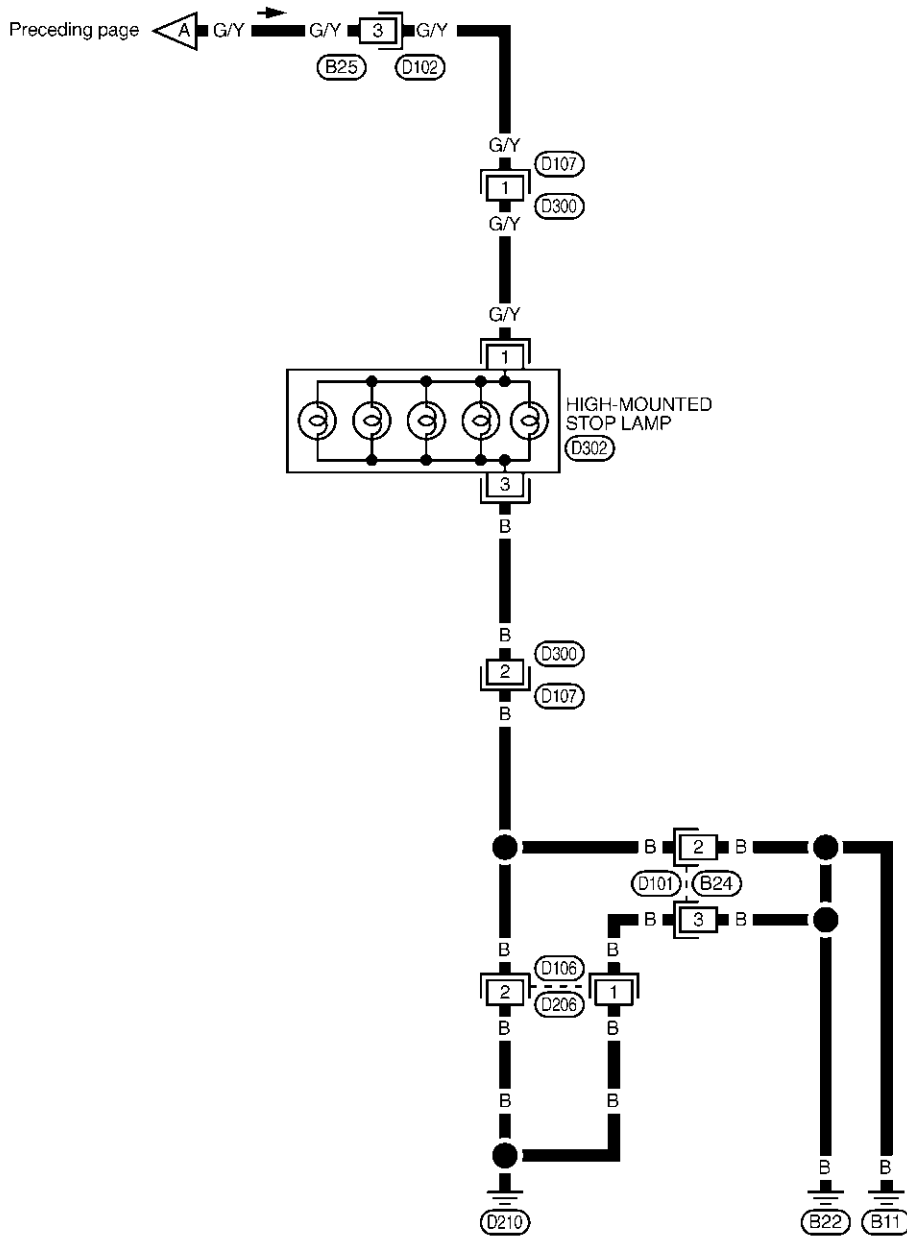 Preceding page A G/Y G/Y 3 G/Y
B25 D102
G/Y
D107
1
D300
G/Y
G/Y
1
HIGH-MOUNTED
STOP LAMP
D302
3
B
B
D300
2
D107
B
B 2 B
D101 B24
B 3 B
B B
D106
2 1
D206
B B
B B
B B
D210 B22 B11